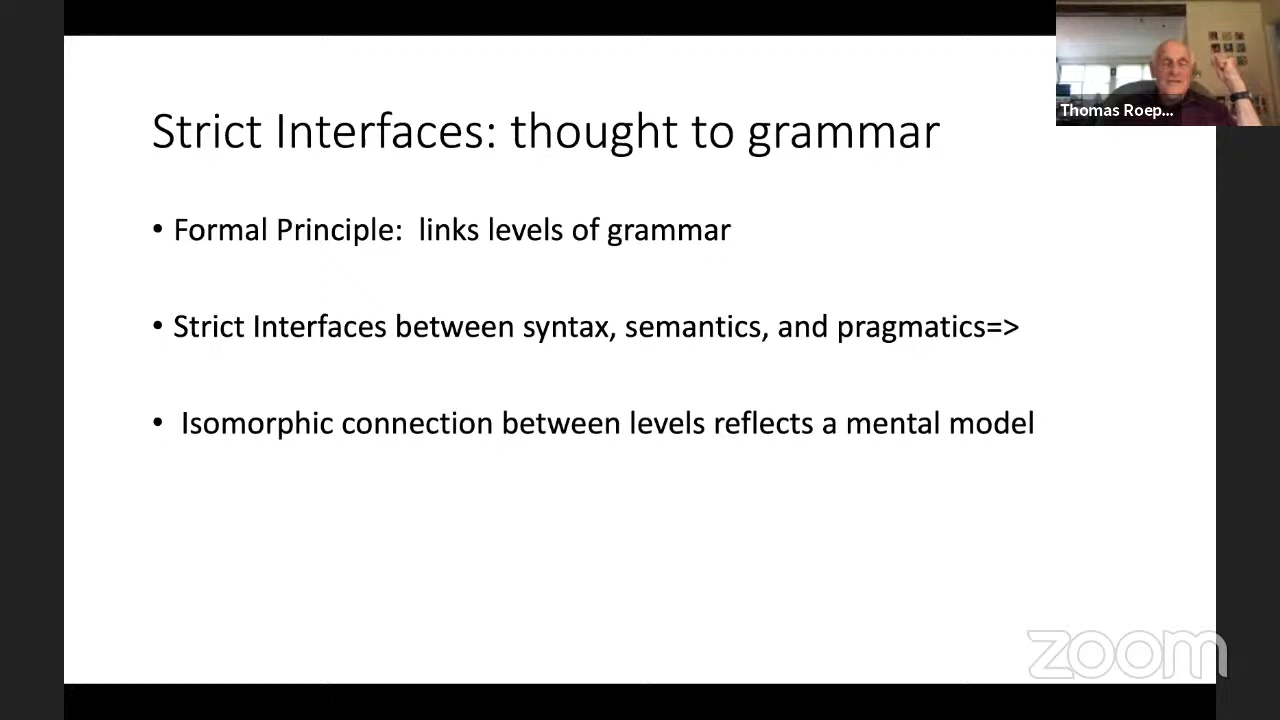 Thomas Roep...
Strict Interfaces: thought to grammar
• Formal Principle:  links levels of grammar
• Strict Interfaces between syntax, semantics, and pragmatics=>
• Isomorphic connection between levels reflects a mental model
zoom